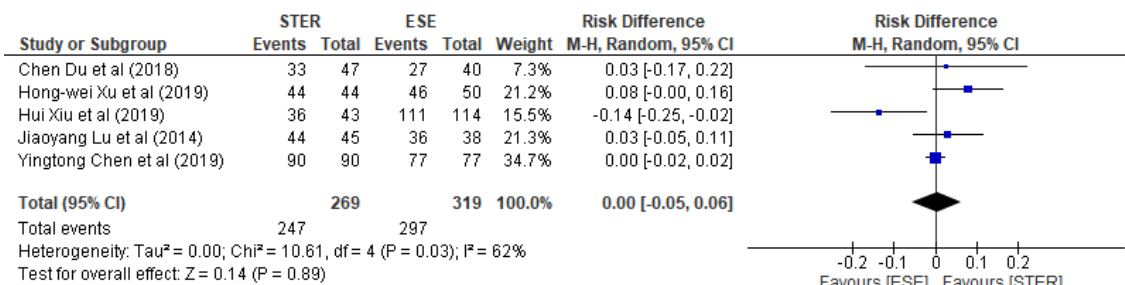 STER ESE Risk Difference Risk Difference
Study or Subgroup Events Total Events Total Weight M-H, Random, 95% CI M-H, Random, 95% CI
Chen Du et al (2018) 33 47 27 40 7.3% 0.03 [-0.17, 0.22]
Hong-wei Xu et al (2019) 44 44 46 50 21.2% 0.08 [-0.00, 0.16]
Hui Xiu et al (2019) 36 43 111 114 15.5% -0.14 [-0.25, -0.02]
Jiaoyang Lu et al (2014) 44 45 36 38 21.3% 0.03 [-0.05, 0.11]
Yingtong Chen et al (2019) 90 90 77 77 34.7% 0.00 [-0.02, 0.02]
Total (95% CI) 269 319 100.0% 0.00 [-0.05, 0.06]
Total events 247 297
Heterogeneity: Tau² = 0.00; Chi² = 10.61, df = 4 (P = 0.03); I² = 62%
Test for overall effect: Z = 0.14 (P = 0.89)
-0.2 -0.1 0 0.1 0.2
Favours [ESE] Favours [STER]